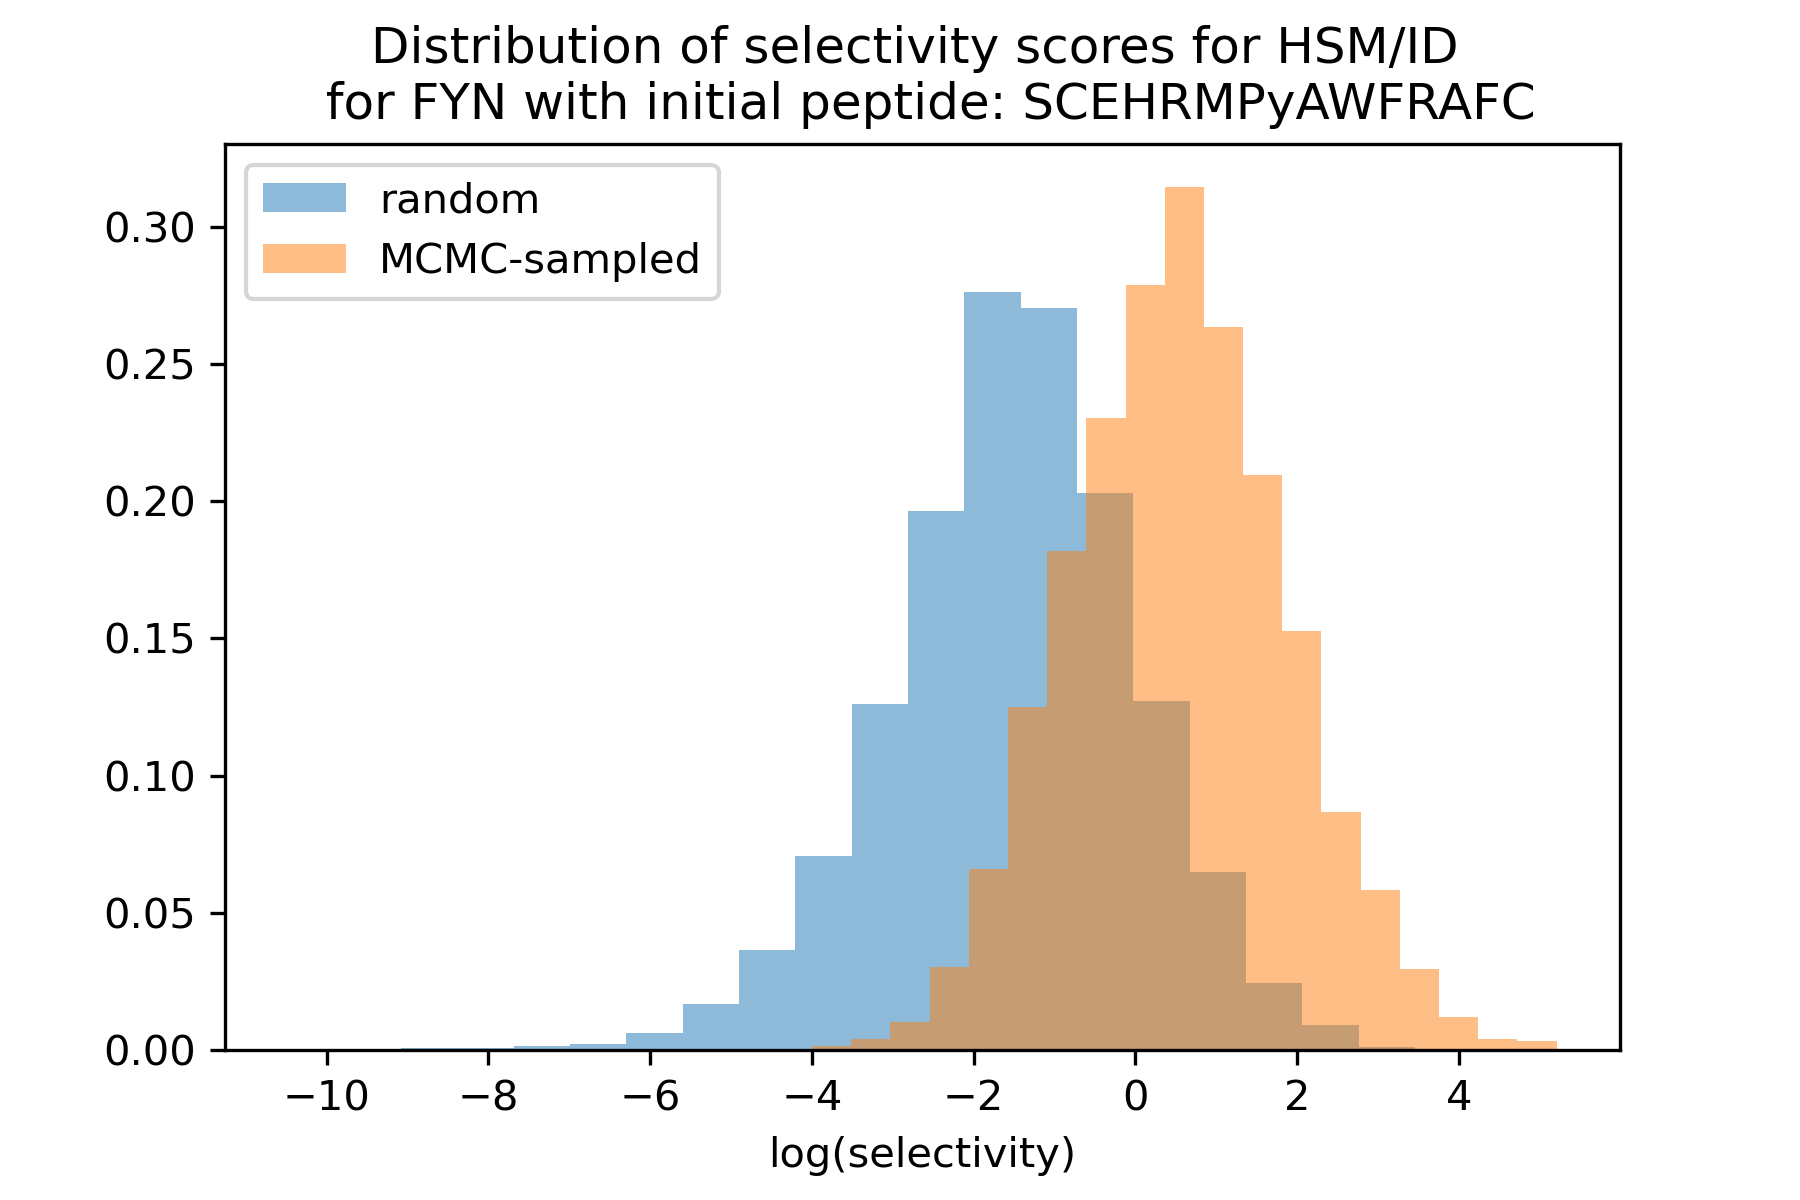 Distribution of selectivity scores for HSM/ID
for FYN with initial peptide: SCEHRMPyAWFRAFC
random
MCMC-sampled
0.30
0.25
0.20
0.15
0.10
0.05
0.00
−10 −8 −6 −4 −2 0 2 4
log(selectivity)